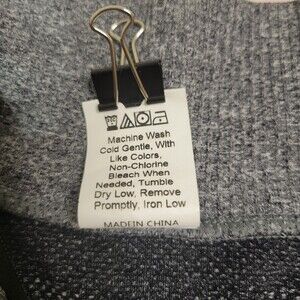 Machine Wash
Cold Gentle, With
Like Colors,
Non-Chlorine
Bleach When
Needed, Tumble
Dry Low, Remove
Promptly, Iron Low
MADE IN CHINA